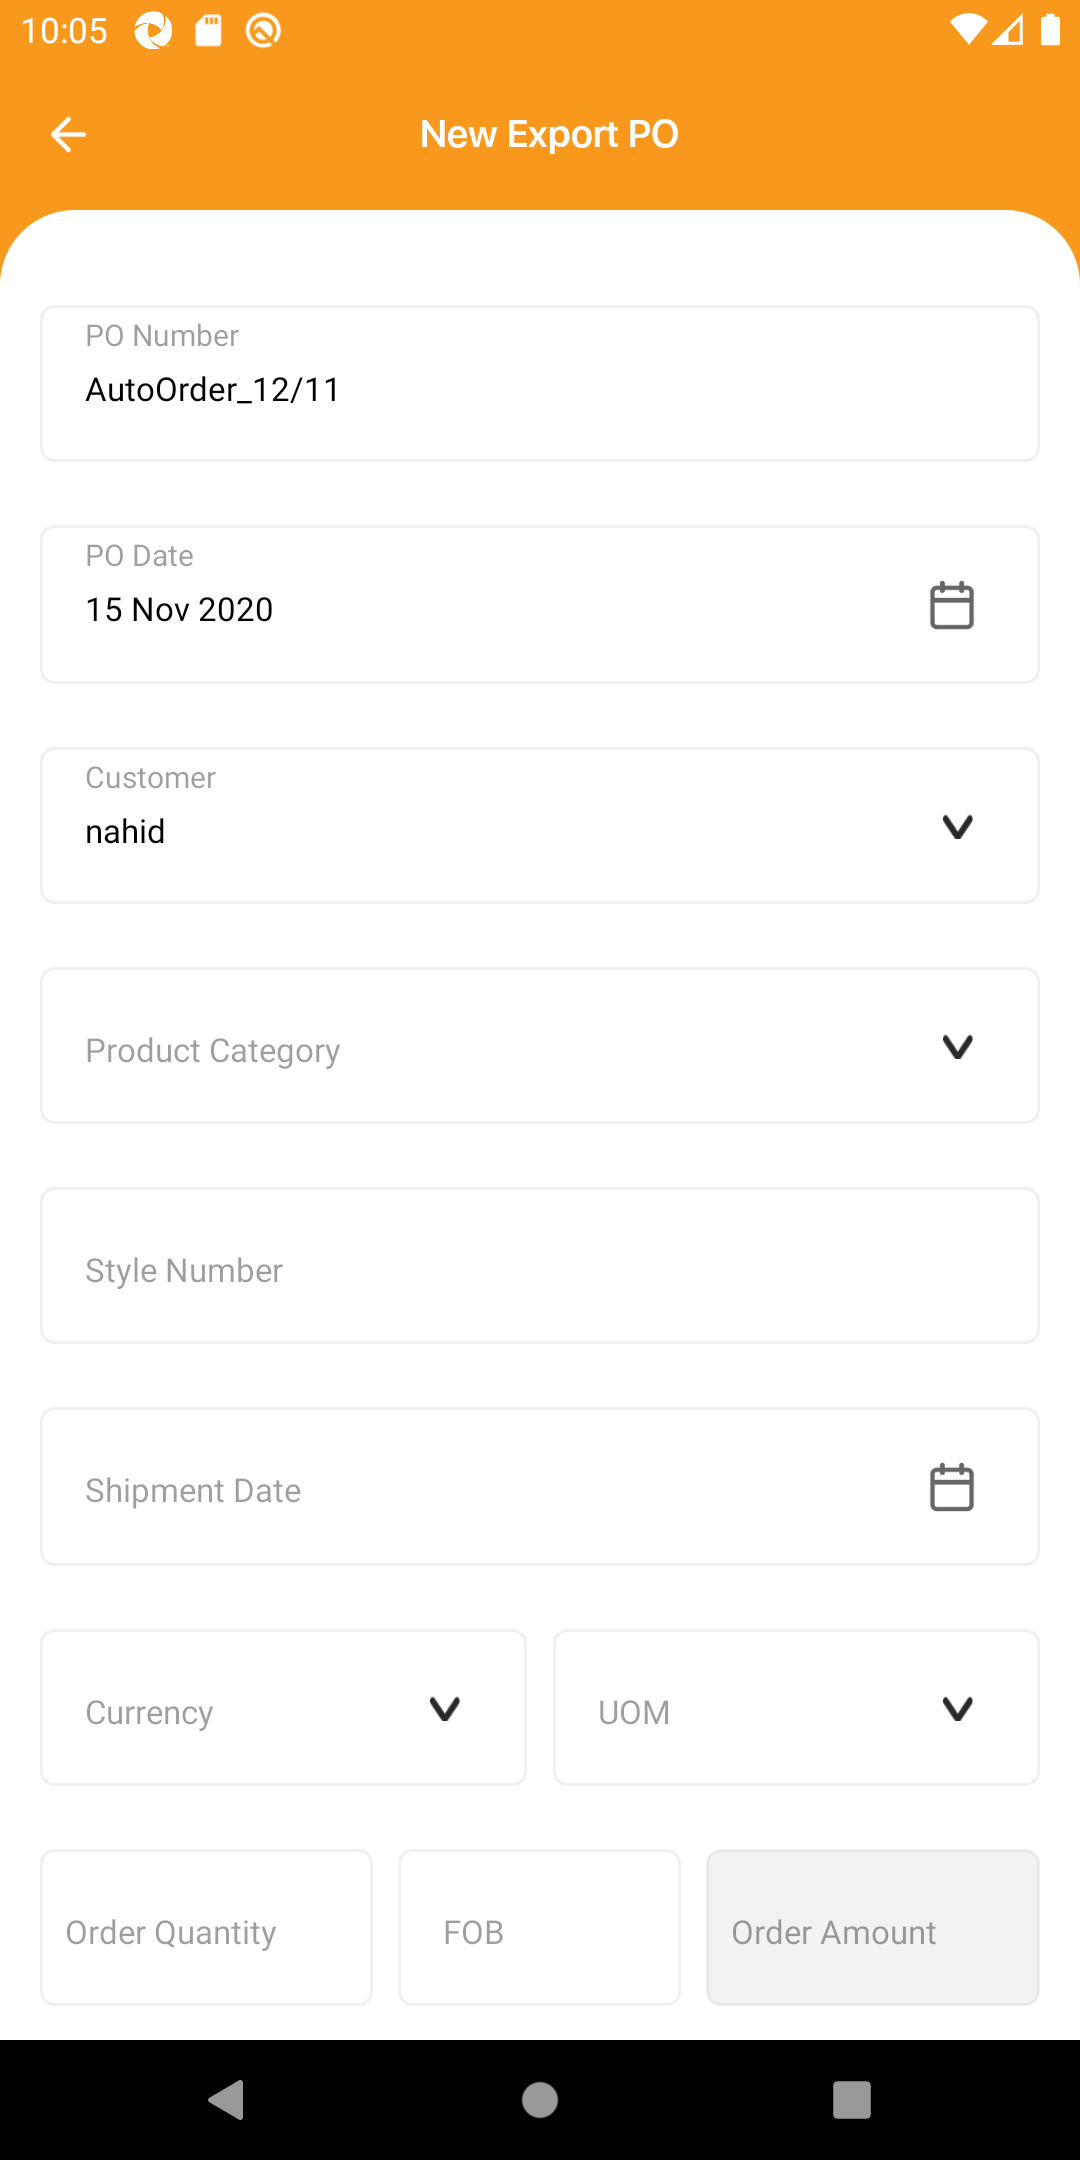 10:05
New Export PO
PO Number
AutoOrder_12/11
PO Date
15 Nov 2020
Customer
nahid
Product Category
Style Number
Shipment Date
Currency UOM
Order Quantity FOB Order Amount